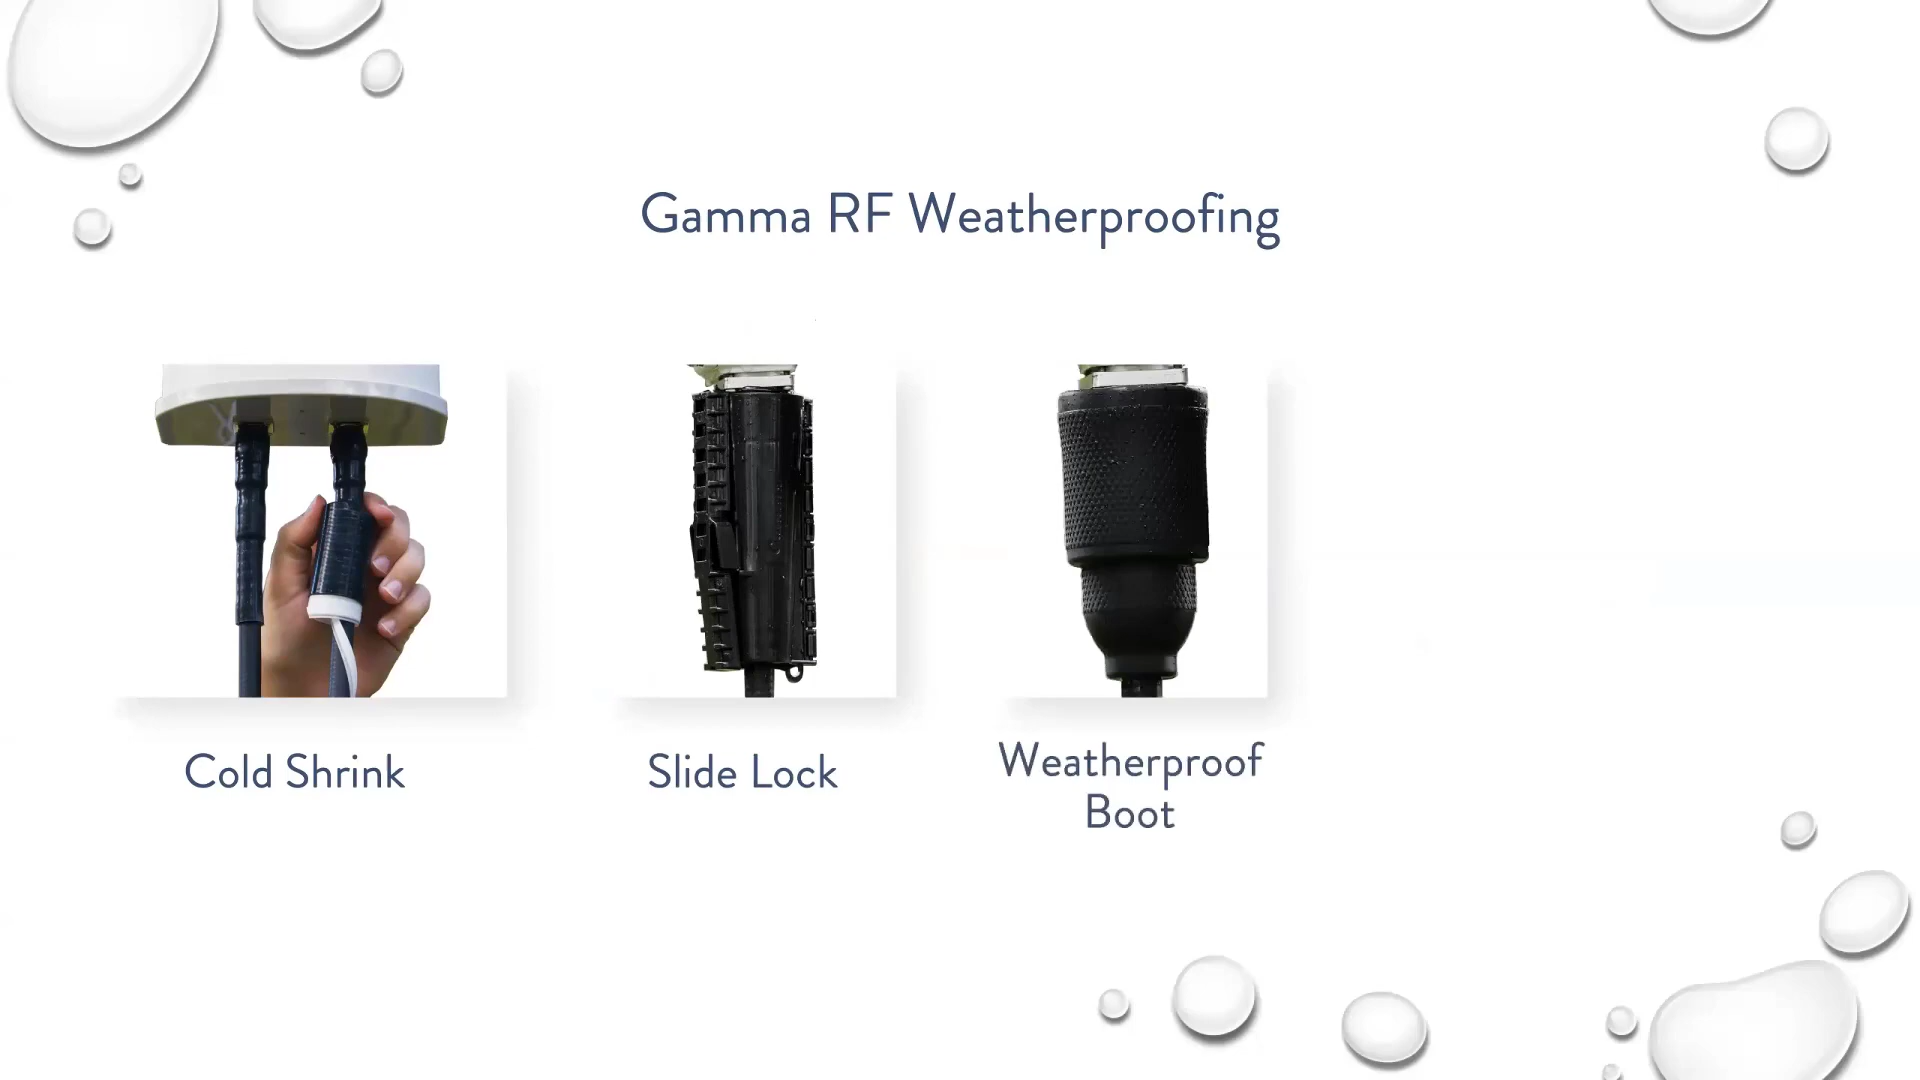 Gamma RF Weatherproofing
Cold Shrink
Slide Lock
Weatherproof
Boot